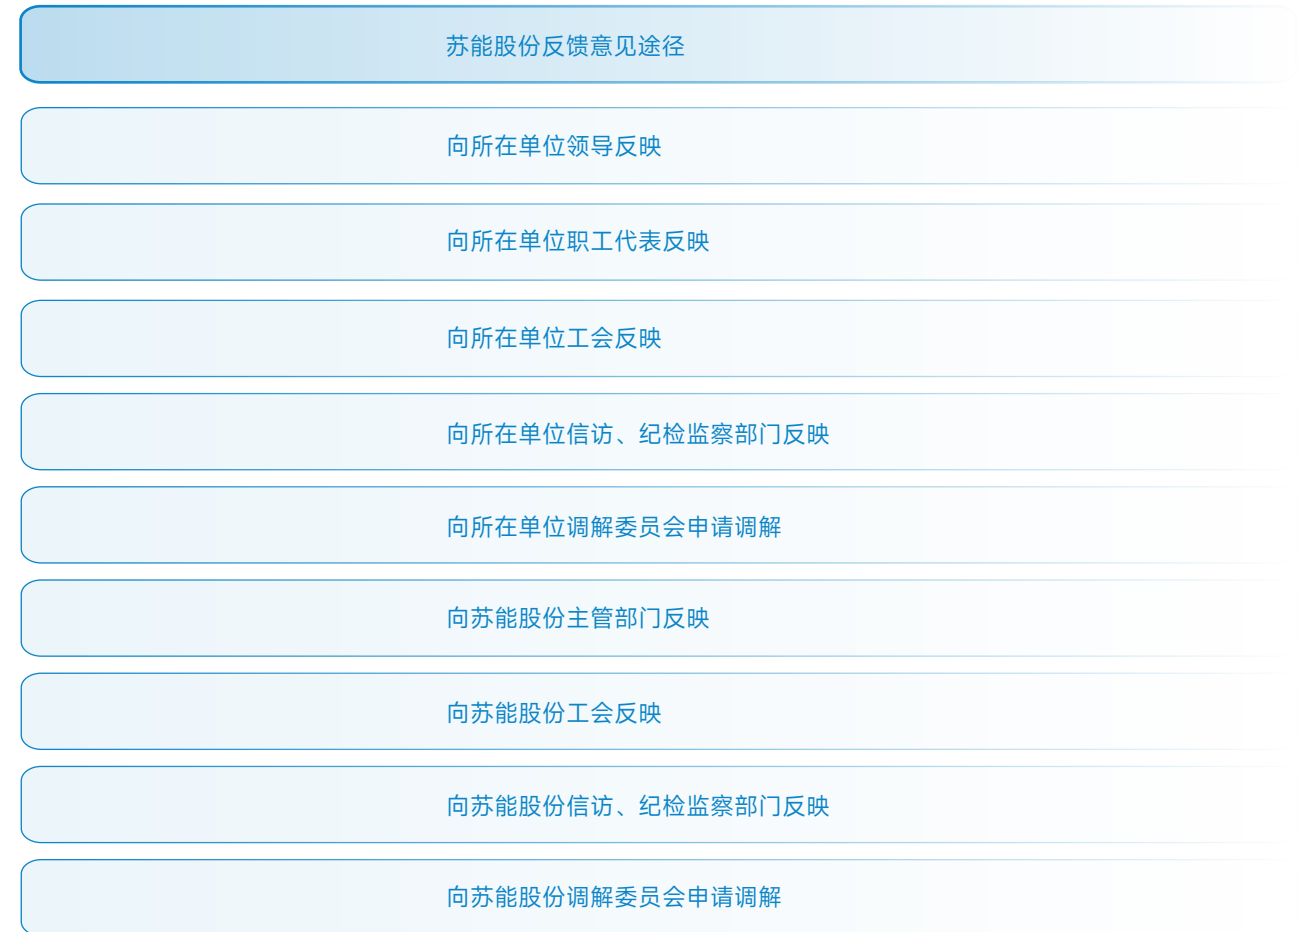 苏能股份反馈意见途径
向所在单位领导反映
向所在单位职工代表反映
向所在单位工会反映
向所在单位信访、纪检监察部门反映
向所在单位调解委员会申请调解
向苏能股份主管部门反映
向苏能股份工会反映
向苏能股份信访、纪检监察部门反映
向苏能股份调解委员会申请调解